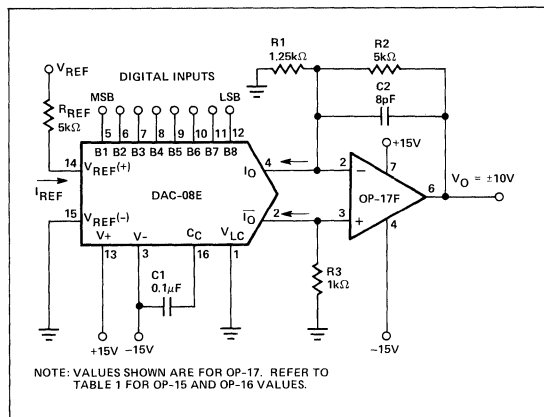 R1
1.25kΩ
R2
5kΩ
C2
8pF
VREF
RREF
5kΩ
DIGITAL INPUTS
MSB LSB
5 6 7 8 9 10 11 12
B1 B2 B3 B4 B5 B6 B7 B8
14 VREF(+)
IREF
IO 4
DAC-08E
15 VREF(-)
IO 2
V+ V- CC VLC
13 3 16 1
C1
0.1μF
+15V
-15V
+15V
7
2 −
OP-17F
6
3 +
4
VO = ±10V
R3
1kΩ
-15V
NOTE: VALUES SHOWN ARE FOR OP-17. REFER TO
TABLE 1 FOR OP-15 AND OP-16 VALUES.